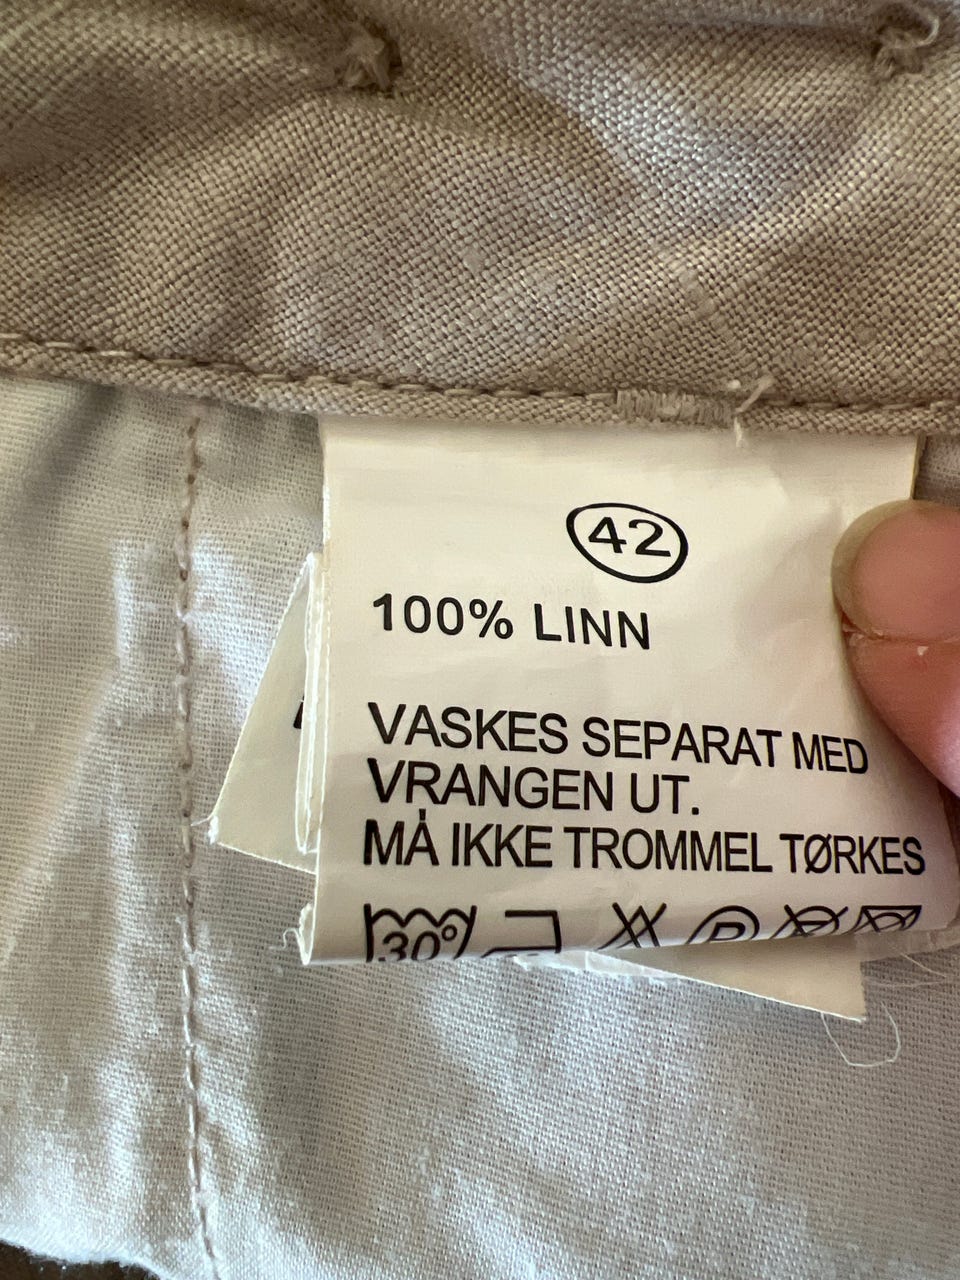 42
100% LINN
VASKES SEPARAT MED
VRANGEN UT.
MÅ IKKE TROMMEL TØRKES
30° P